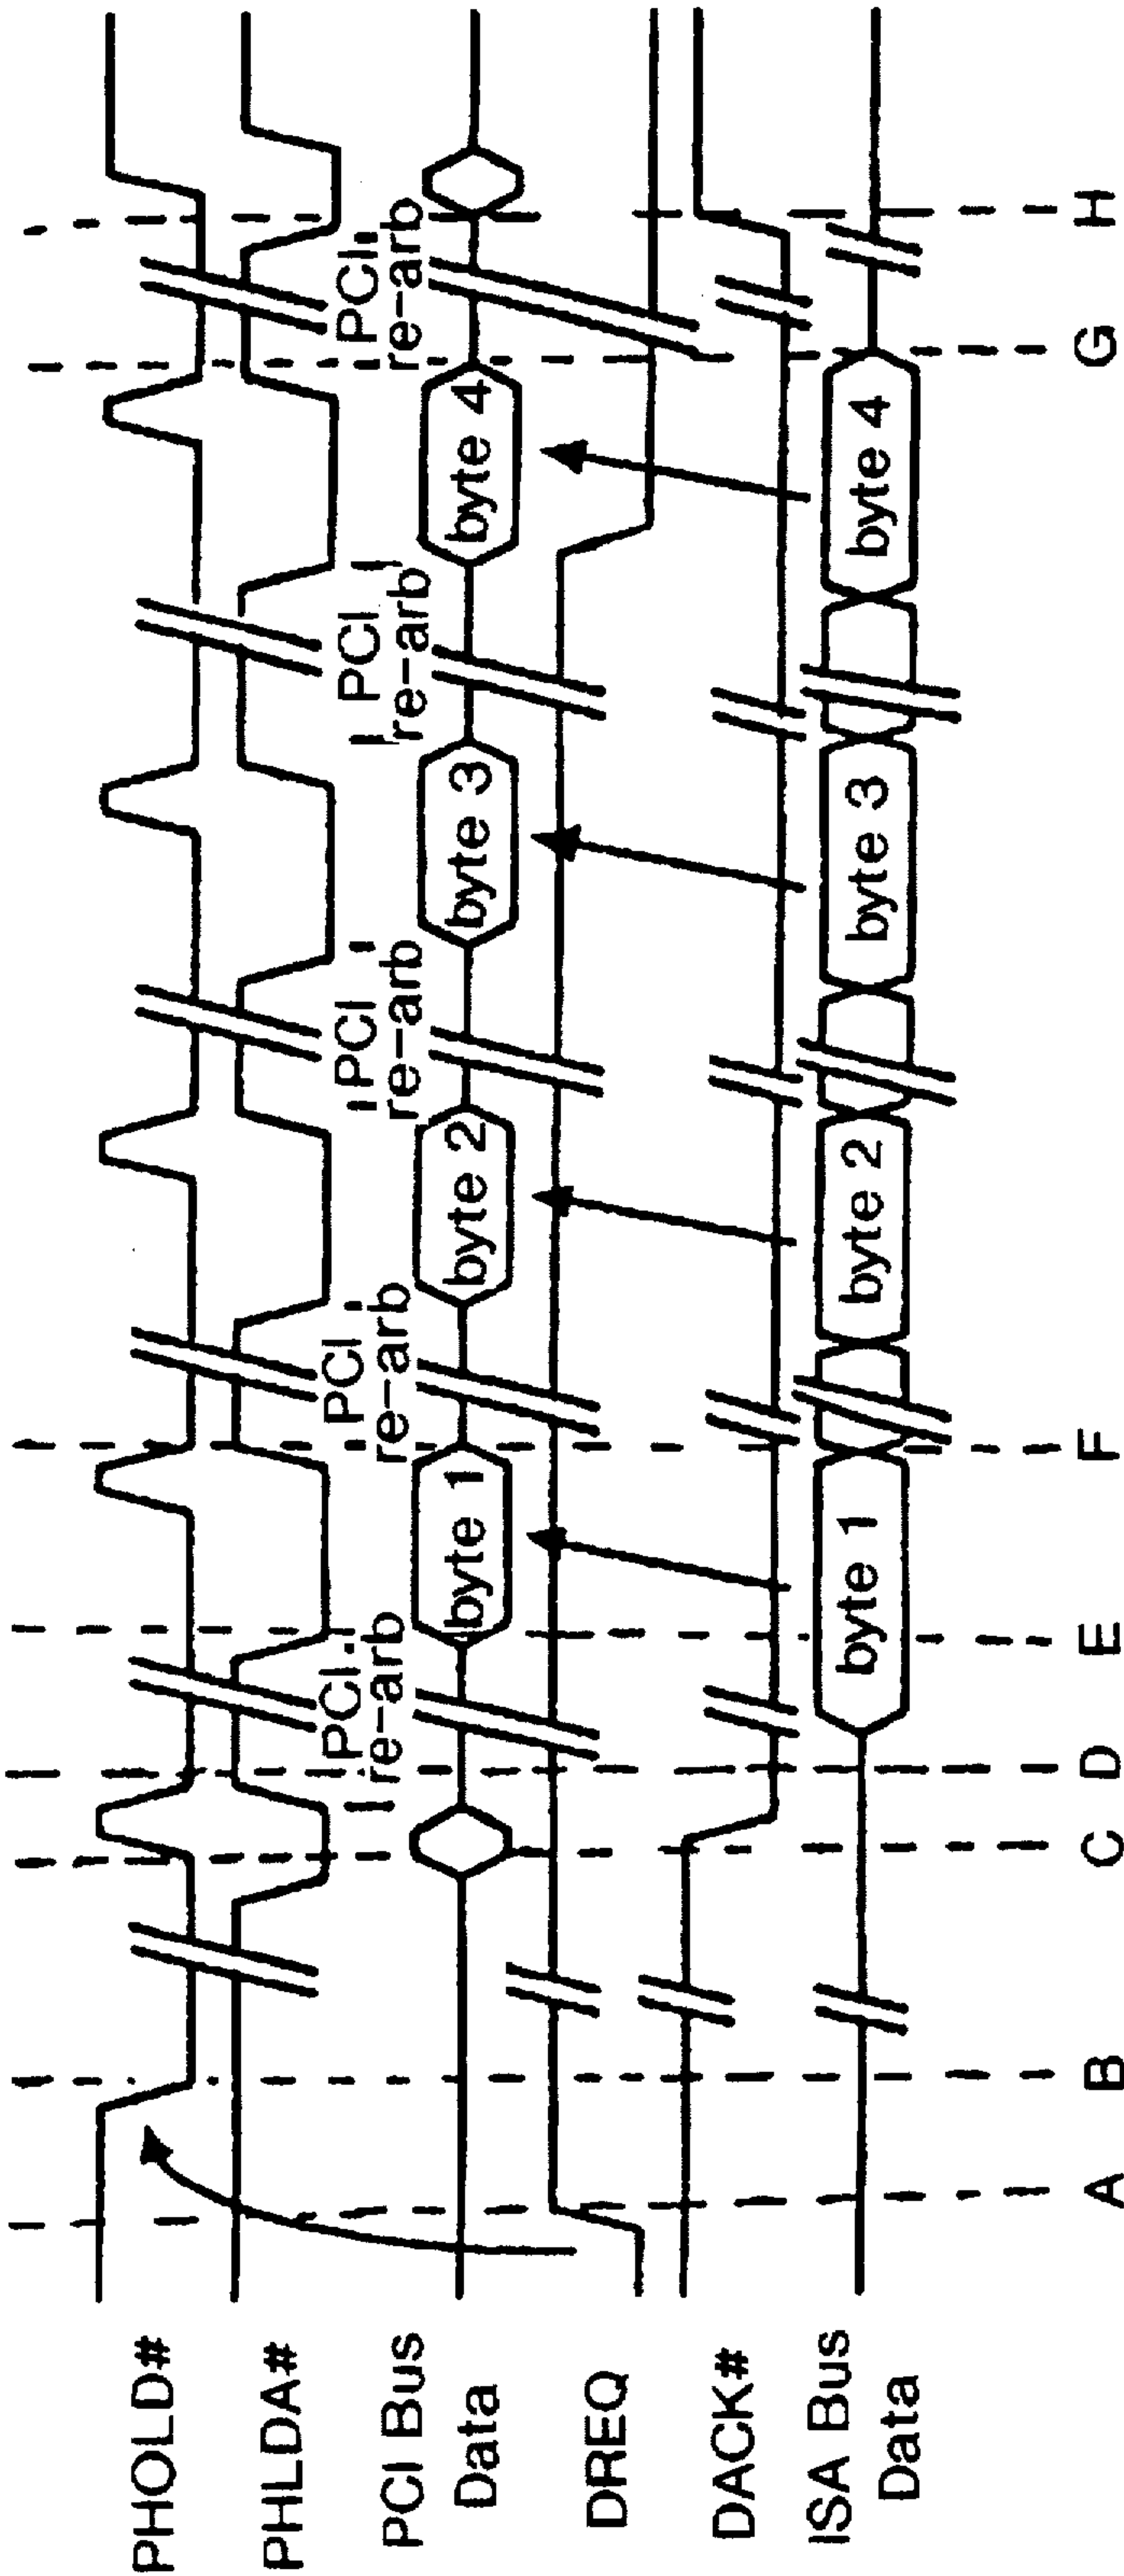 PHOLD#
PHLDA#
PCI Bus
Data
DREQ
DACK#
ISA Bus
Data
PCI
re-arb
PCI
re-arb
PCI
re-arb
PCI
re-arb
PCI
re-arb
byte 1
byte 2
byte 3
byte 4
byte 1
byte 2
byte 3
byte 4
A
B
C
D
E
F
G
H